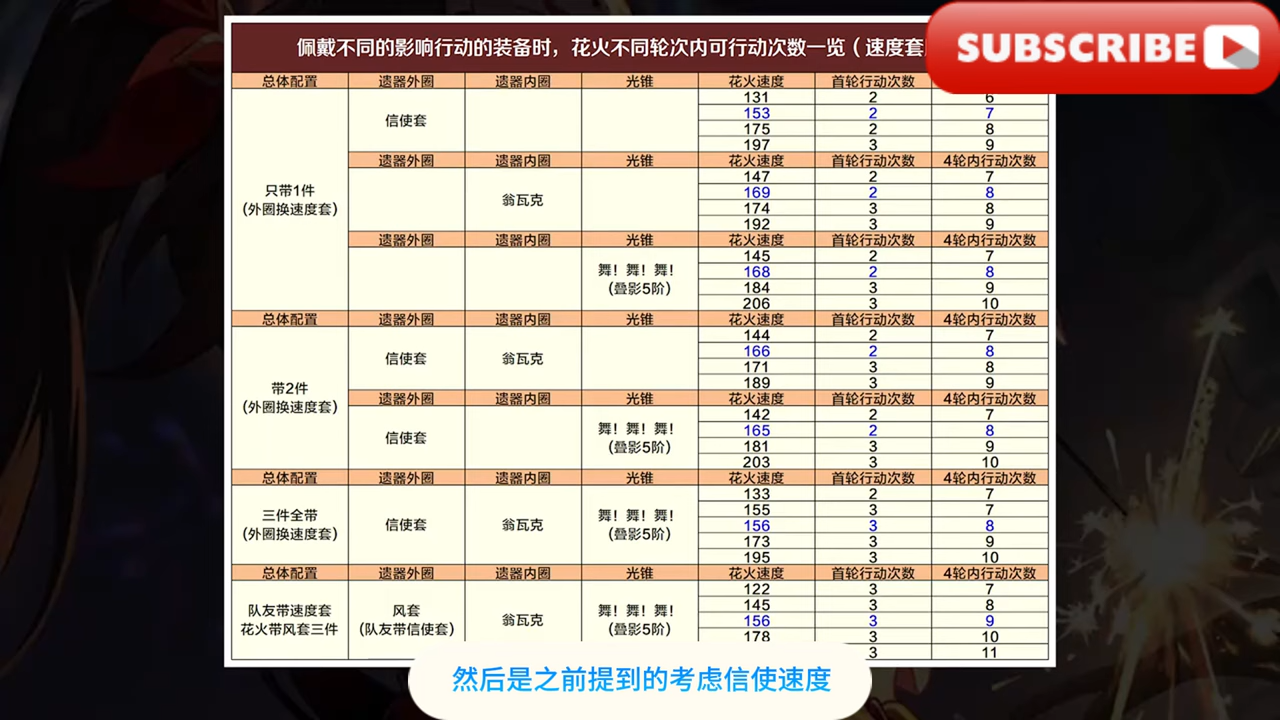 佩戴不同的影响行动的装备时，花火不同轮次内可行动次数一览（速度套
SUBSCRIBE
总体配置 遗器外圈 遗器内圈 光锥 花火速度 首轮行动次数
只带1件
(外圈换速度套)
信使套
131 2 6
153 2 7
175 2 8
197 3 9
遗器外圈 遗器内圈 光锥 花火速度 首轮行动次数 4轮内行动次数
翁瓦克
147 2 7
169 2 8
174 3 8
192 3 9
遗器外圈 遗器内圈 光锥 花火速度 首轮行动次数 4轮内行动次数
舞！舞！舞！
(叠影5阶)
145 2 7
168 2 8
184 3 9
206 3 10
总体配置 遗器外圈 遗器内圈 光锥 花火速度 首轮行动次数 4轮内行动次数
带2件
(外圈换速度套)
信使套 翁瓦克
144 2 7
166 2 8
171 3 8
189 3 9
遗器外圈 遗器内圈 光锥 花火速度 首轮行动次数 4轮内行动次数
信使套
舞！舞！舞！
(叠影5阶)
142 2 7
165 2 8
181 3 9
203 3 10
总体配置 遗器外圈 遗器内圈 光锥 花火速度 首轮行动次数 4轮内行动次数
三件全带
(外圈换速度套)
信使套 翁瓦克
舞！舞！舞！
(叠影5阶)
133 2 7
155 3 7
156 3 8
173 3 9
195 3 10
总体配置 遗器外圈 遗器内圈 光锥 花火速度 首轮行动次数 4轮内行动次数
队友带速度套
花火带风套三件
风套
(队友带信使套)
翁瓦克
舞！舞！舞！
(叠影5阶)
122 3 7
145 3 8
156 3 9
178 3 10
3 11
然后是之前提到的考虑信使速度